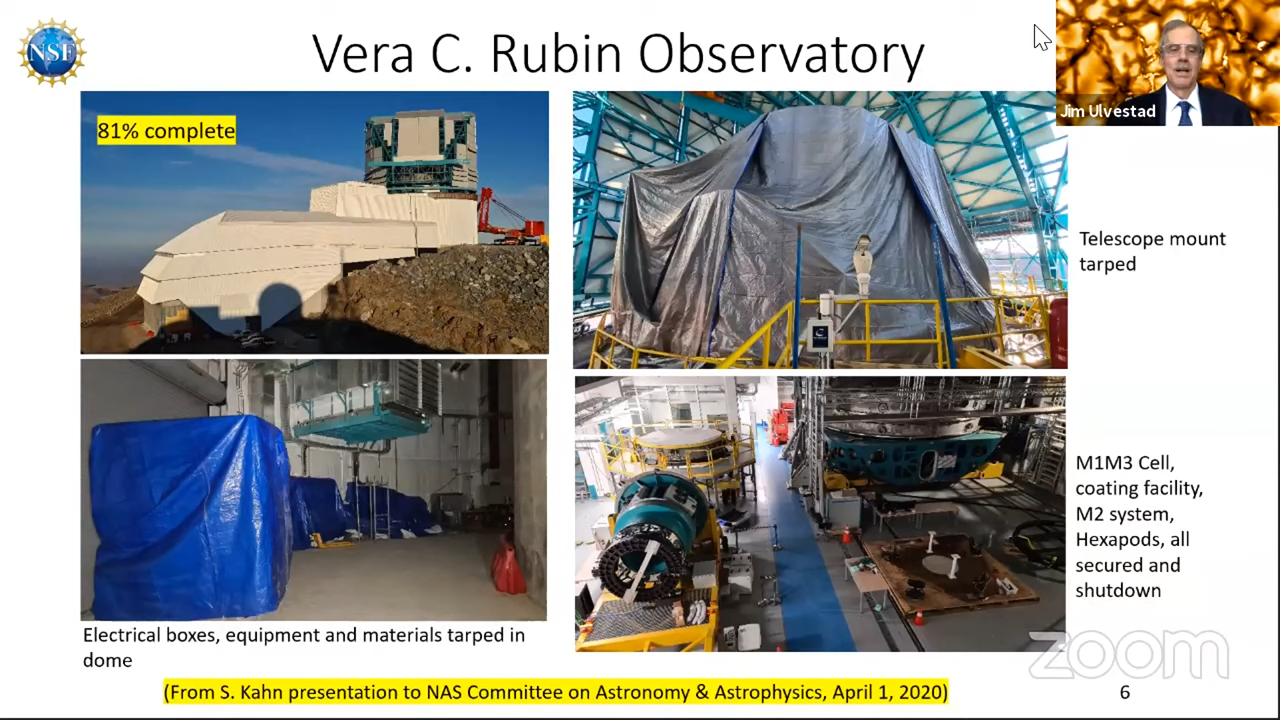 NSF
Vera C. Rubin Observatory
Jim Ulvestad
81% complete
Telescope mount
tarped
M1M3 Cell,
coating facility,
M2 system,
Hexapods, all
secured and
shutdown
Electrical boxes, equipment and materials tarped in
dome
zoom
(From S. Kahn presentation to NAS Committee on Astronomy & Astrophysics, April 1, 2020)
6